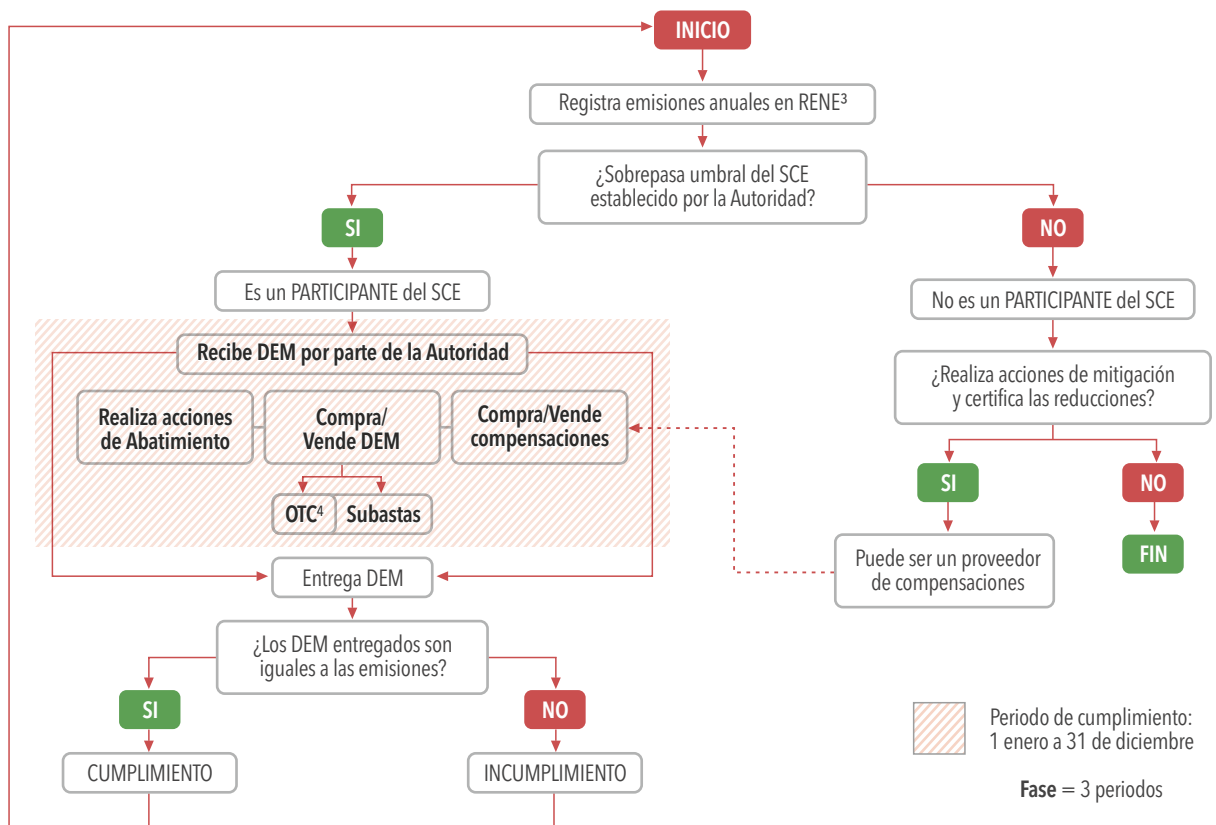 INICIO
Registra emisiones anuales en RENE³
¿Sobrepasa umbral del SCE
establecido por la Autoridad?
SI
NO
Es un PARTICIPANTE del SCE
No es un PARTICIPANTE del SCE
Recibe DEM por parte de la Autoridad
¿Realiza acciones de mitigación
y certifica las reducciones?
Realiza acciones
de Abatimiento
Compra/
Vende DEM
Compra/Vende
compensaciones
OTC⁴
Subastas
SI
NO
Puede ser un proveedor
de compensaciones
FIN
Entrega DEM
¿Los DEM entregados son
iguales a las emisiones?
SI
NO
CUMPLIMIENTO
INCUMPLIMIENTO
Periodo de cumplimiento:
1 enero a 31 de diciembre
Fase = 3 periodos